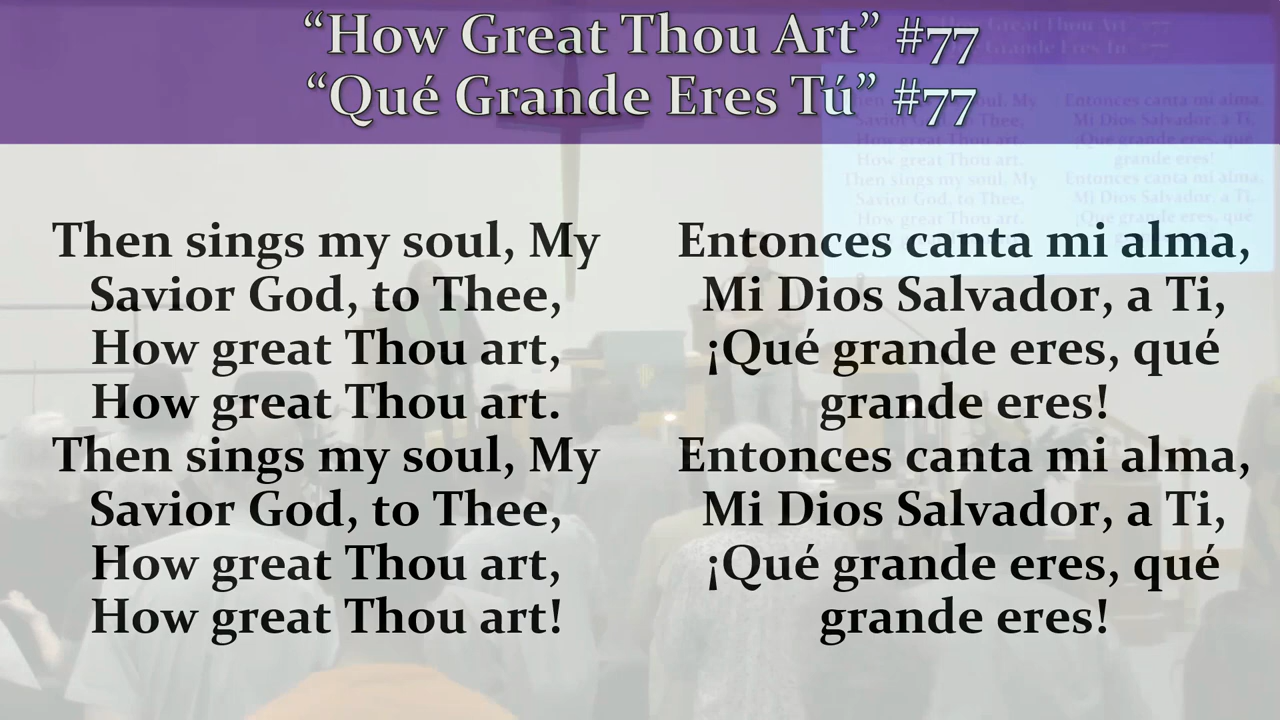 “How Great Thou Art” #77
“Qué Grande Eres Tú” #77
Then sings my soul, My
Savior God, to Thee,
How great Thou art,
How great Thou art.
Then sings my soul, My
Savior God, to Thee,
How great Thou art,
How great Thou art!
Entonces canta mi alma,
Mi Dios Salvador, a Ti,
¡Qué grande eres, qué
grande eres!
Entonces canta mi alma,
Mi Dios Salvador, a Ti,
¡Qué grande eres, qué
grande eres!